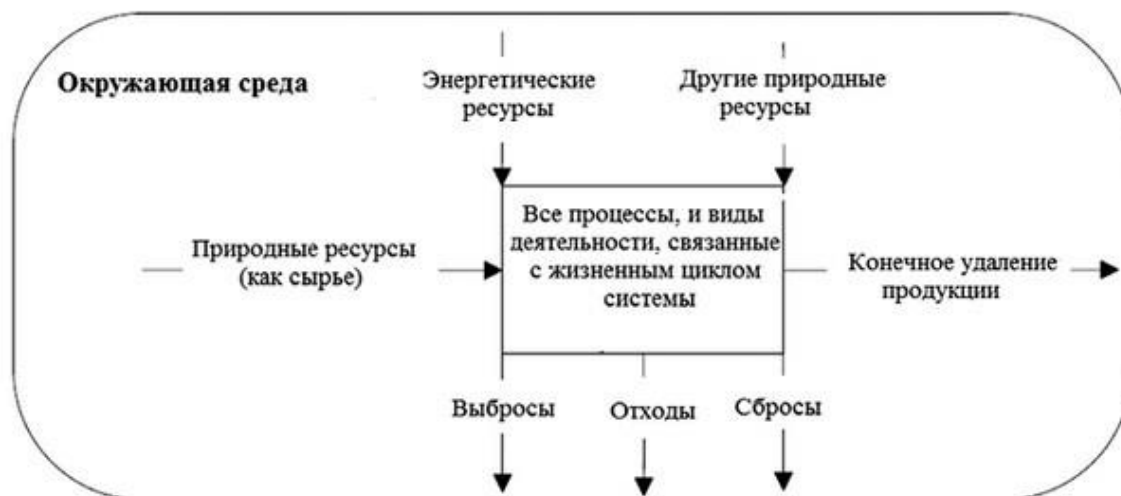 Окружающая среда
Энергетические
ресурсы
Другие природные
ресурсы
Природные ресурсы
(как сырье)
Все процессы, и виды
деятельности, связанные
с жизненным циклом
системы
Конечное удаление
продукции
Выбросы
Отходы
Сбросы